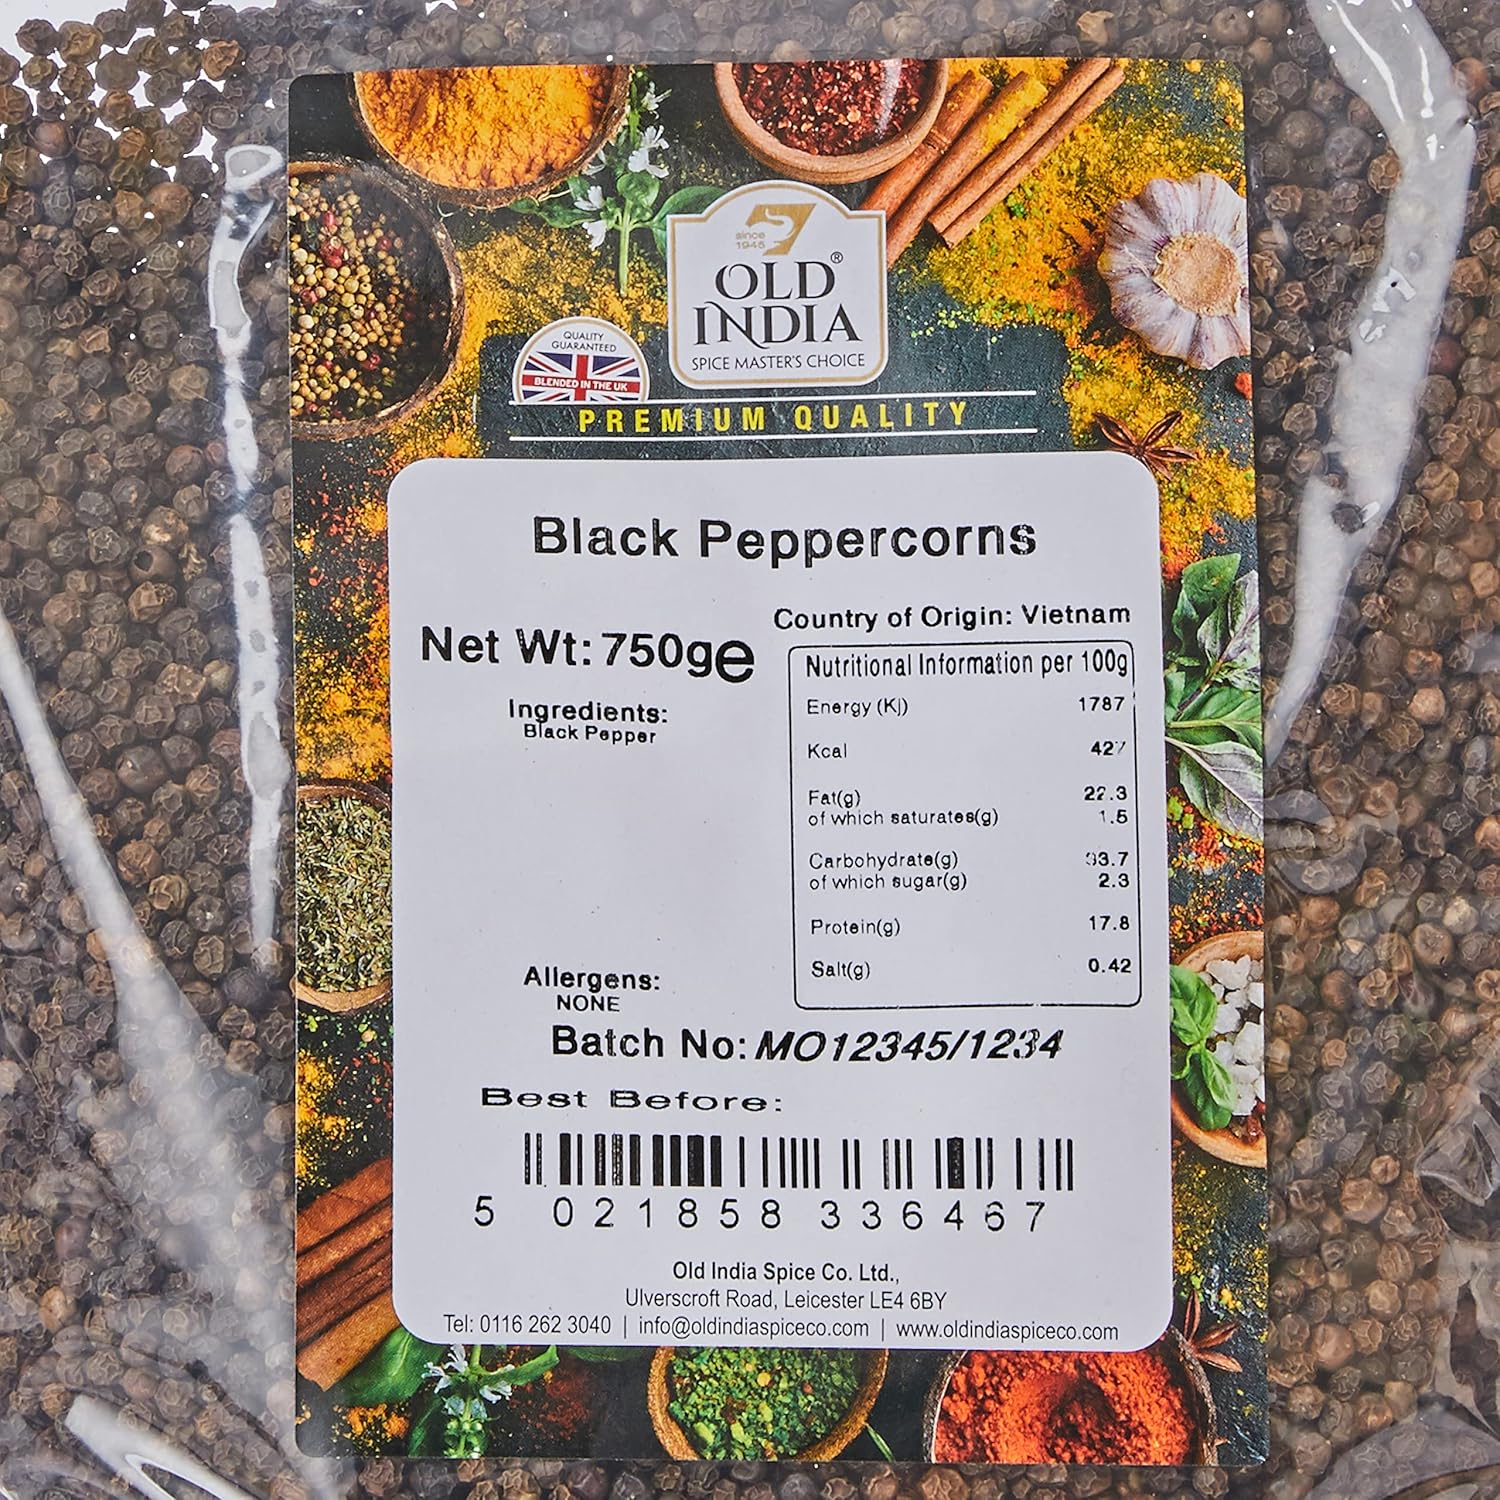 since
1945
OLD®
INDIA
SPICE MASTER'S CHOICE
QUALITY
GUARANTEED
BLENDED IN THE UK
PREMIUM QUALITY
Black Peppercorns
Country of Origin: Vietnam
Net Wt: 750g℮
Ingredients:
Black Pepper
Nutritional Information per 100g
Energy (Kj) 1787
Kcal 427
Fat(g) 22.3
of which saturates(g) 1.5
Carbohydrate(g)
of which sugar(g) 2.3
Protein(g) 17.8
Salt(g) 0.42
Allergens:
NONE
Batch No: MO12345/1234
Best Before:
5 021858 336467
Old India Spice Co. Ltd.,
Ulverscroft Road, Leicester LE4 6BY
Tel: 0116 262 3040 | info@oldindiaspiceco.com | www.oldindiaspiceco.com